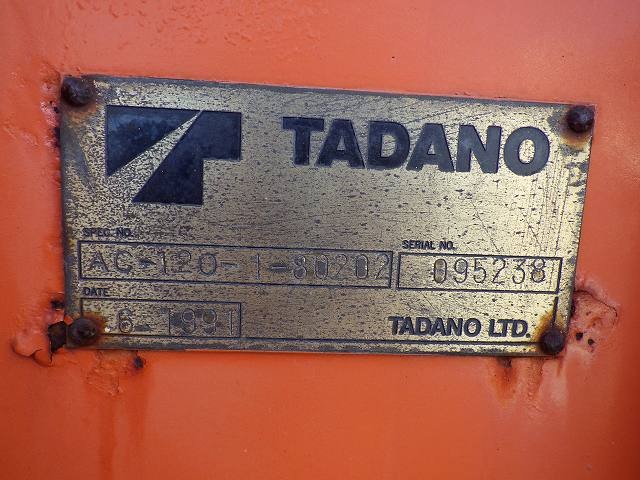 TADANO
SPEC. NO.
AC-120-1-80202
SERIAL NO.
095238
DATE
6 1991
TADANO LTD.